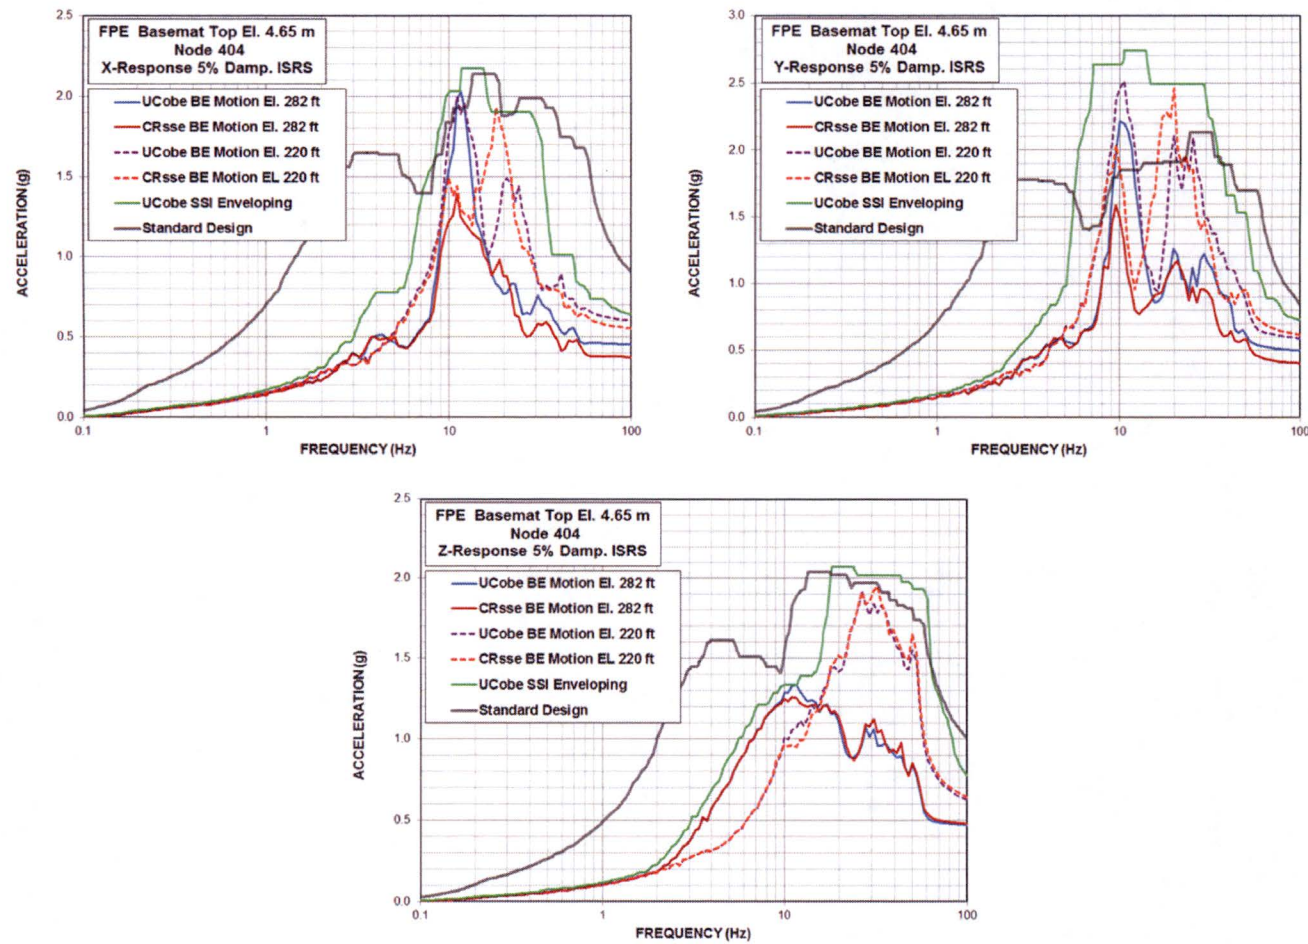 2.5
FPE Basemat Top El. 4.65 m
Node 404
X-Response 5% Damp. ISRS
2.0
UCobe BE Motion El. 282 ft
CRsse BE Motion El. 282 ft
1.5
UCobe BE Motion El. 220 ft
CRsse BE Motion EL 220 ft
UCobe SSI Enveloping
Standard Design
1.0
0.5
0.0
0.1
1
10
100
ACCELERATION(g)
FREQUENCY (Hz)
3.0
FPE Basemat Top El. 4.65 m
Node 404
Y-Response 5% Damp. ISRS
2.5
UCobe BE Motion El. 282 ft
CRsse BE Motion El. 282 ft
2.0
UCobe BE Motion El. 220 ft
CRsse BE Motion EL 220 ft
UCobe SSI Enveloping
1.5
Standard Design
1.0
0.5
0.0
0.1
1
10
100
ACCELERATION(g)
FREQUENCY (Hz)
2.5
FPE Basemat Top El. 4.65 m
Node 404
Z-Response 5% Damp. ISRS
2.0
UCobe BE Motion El. 282 ft
CRsse BE Motion El. 282 ft
UCobe BE Motion El. 220 ft
1.5
CRsse BE Motion EL 220 ft
UCobe SSI Enveloping
Standard Design
1.0
0.5
0.0
0.1
1
10
100
ACCELERATION(g)
FREQUENCY (Hz)